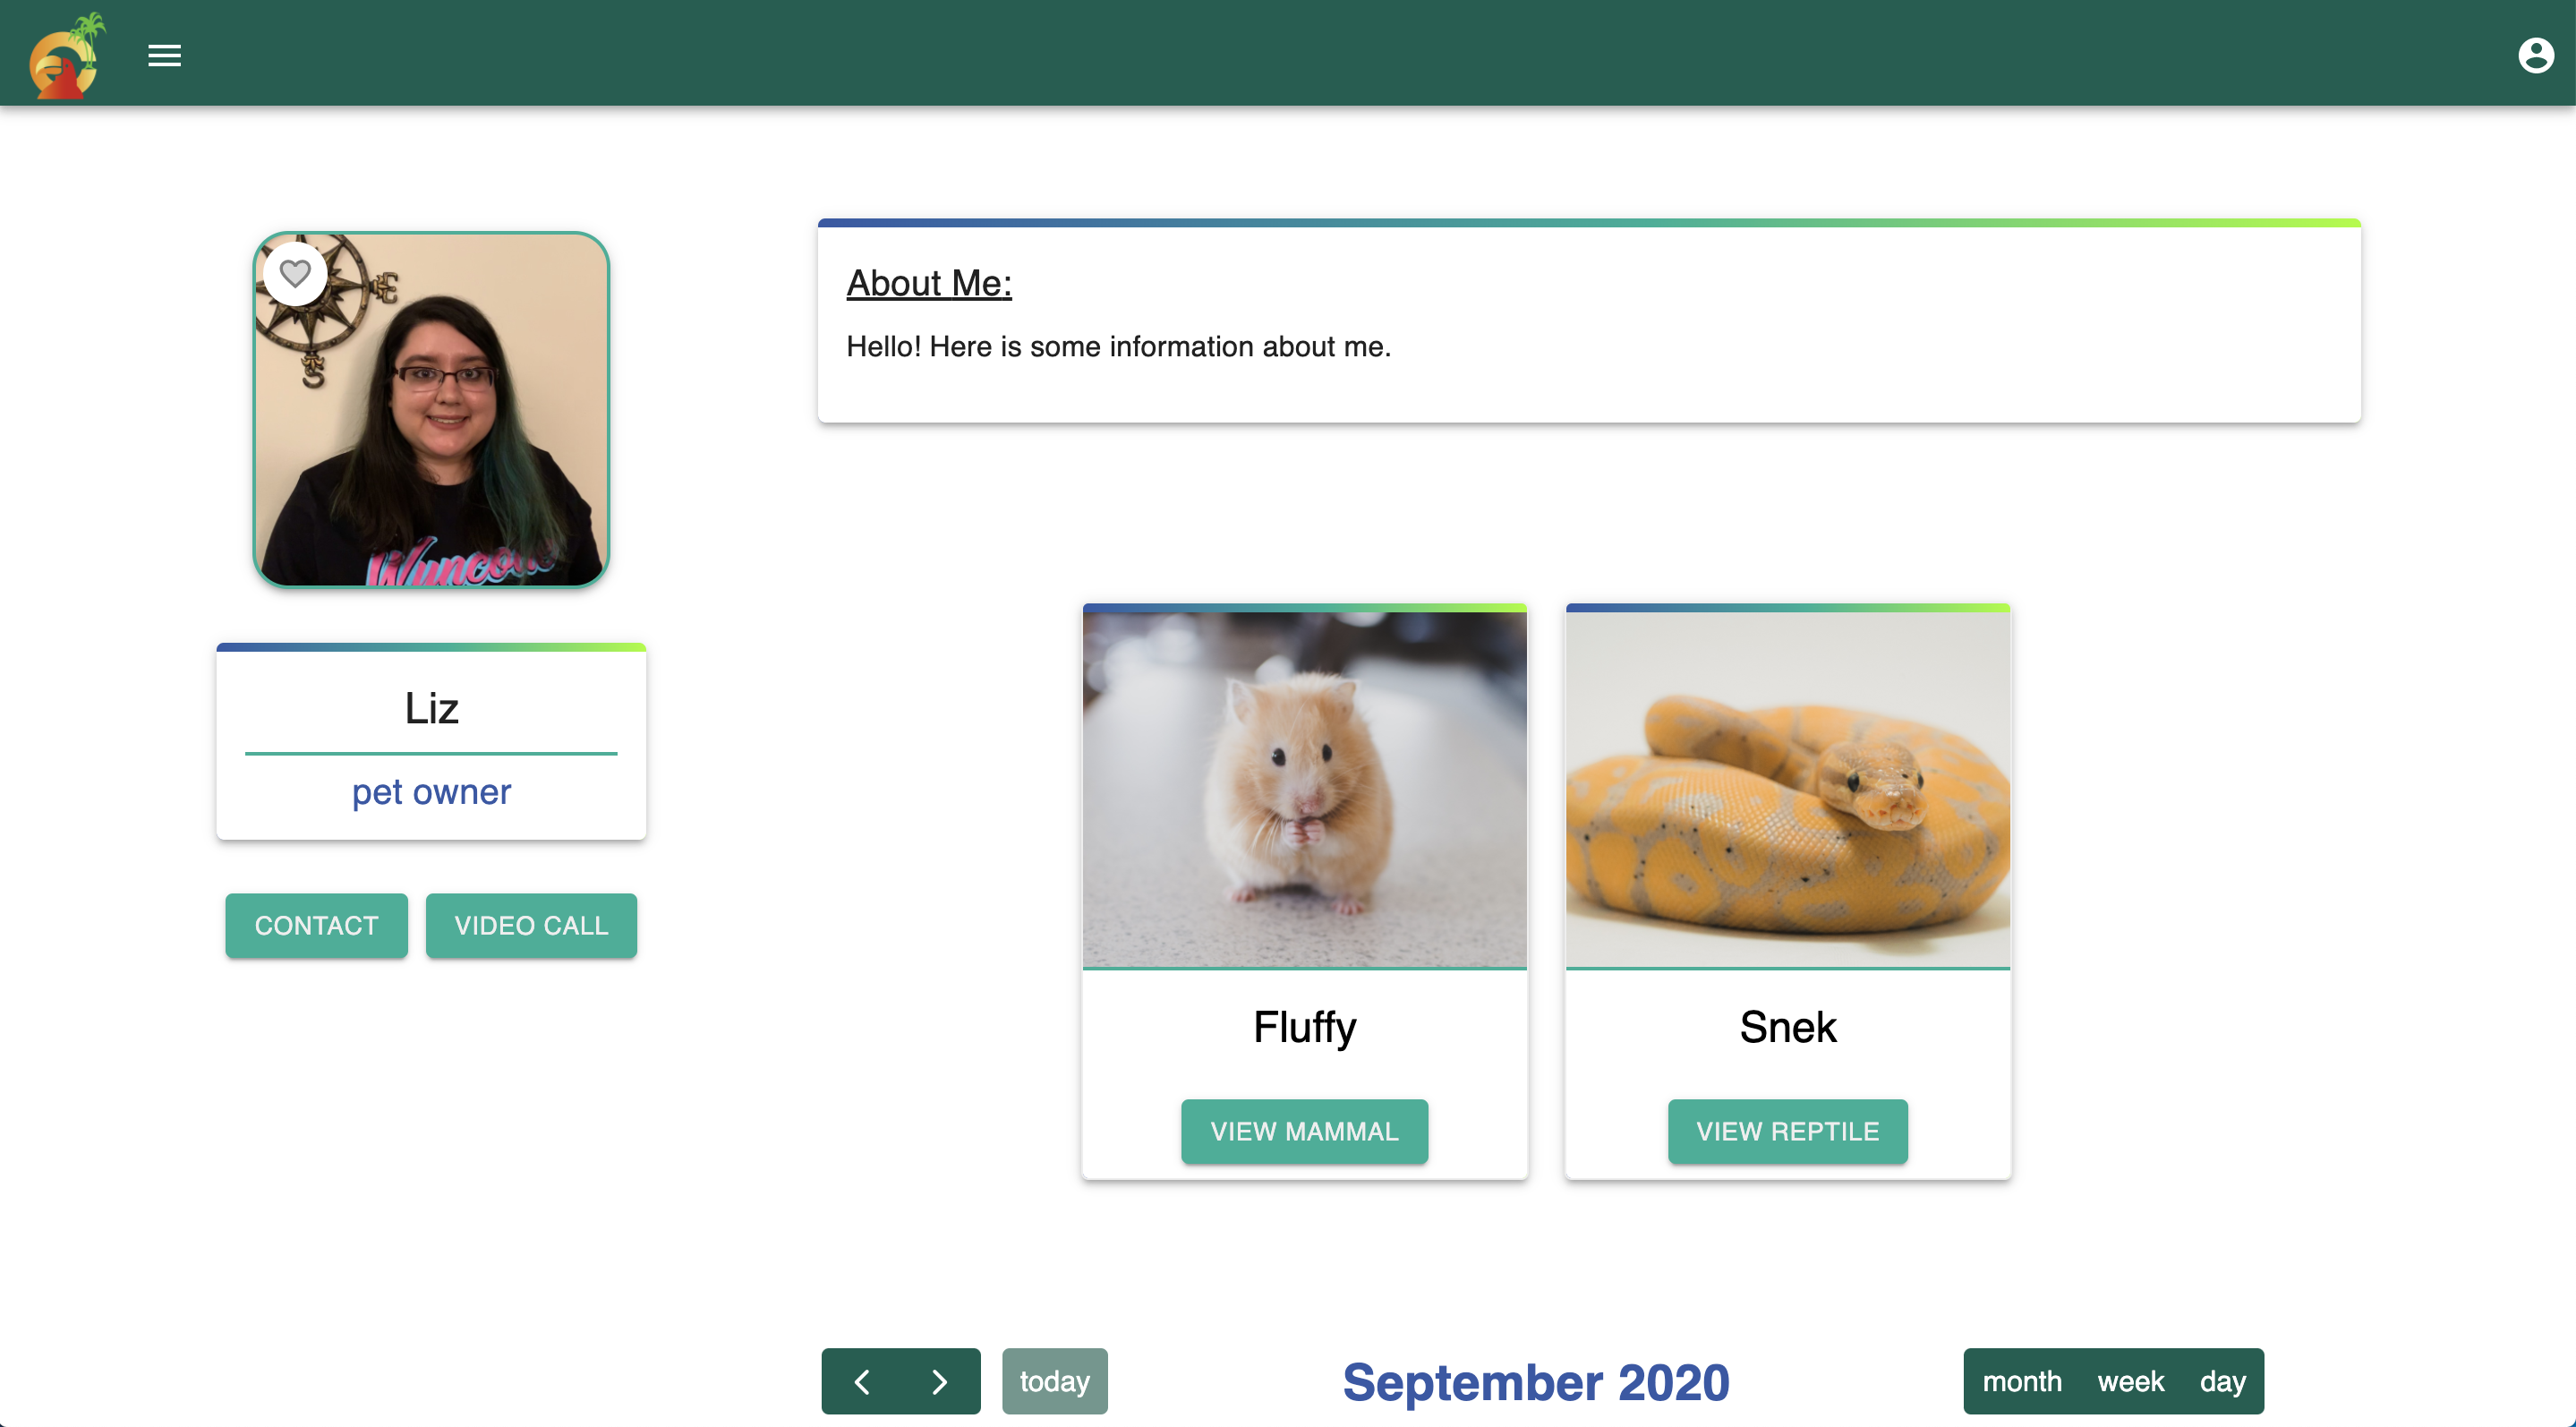 About Me:
Hello! Here is some information about me.
Liz
pet owner
CONTACT
VIDEO CALL
Fluffy
Snek
VIEW MAMMAL
VIEW REPTILE
today
September 2020
month
week
day